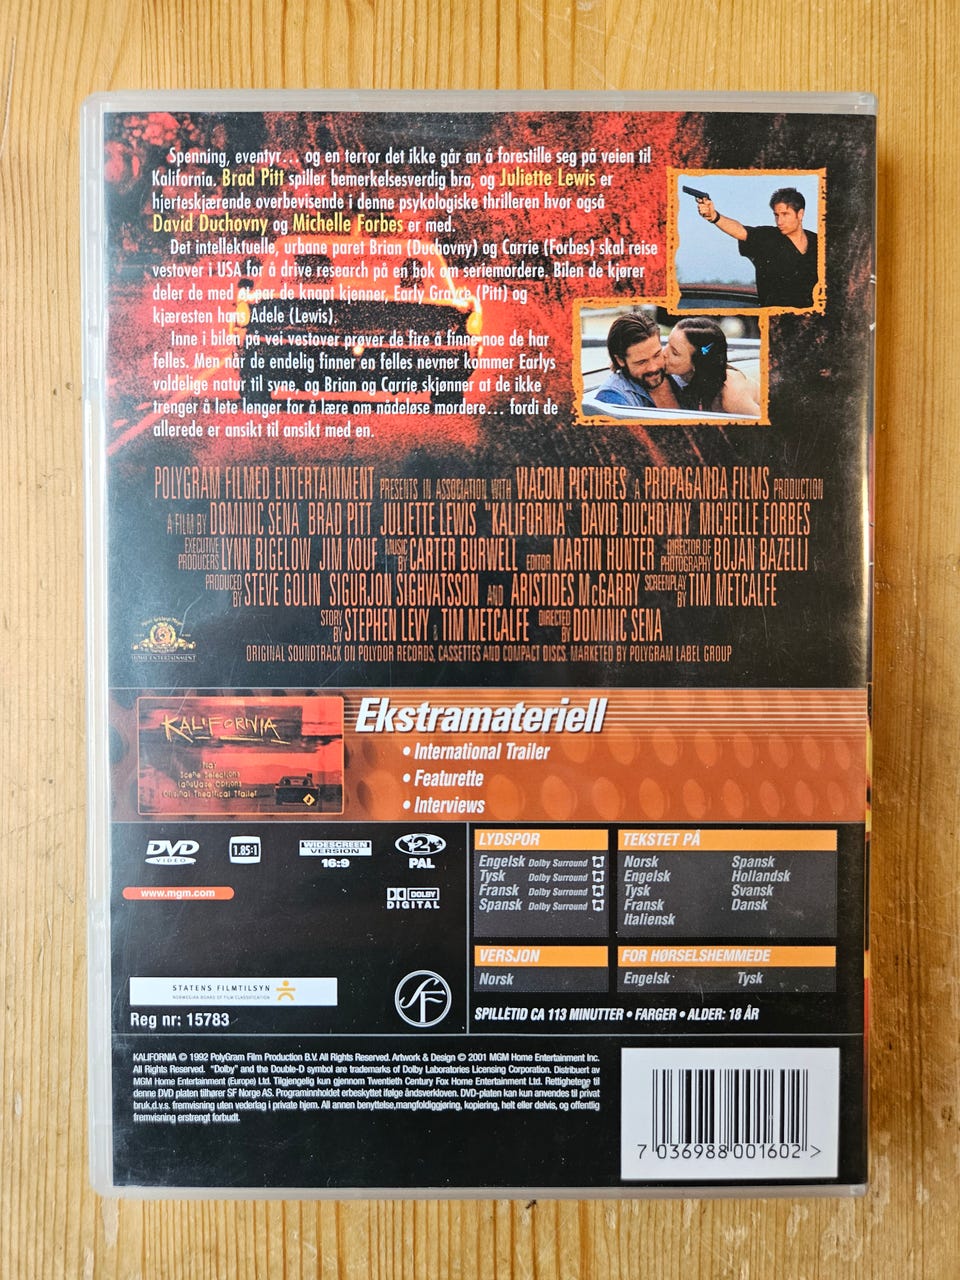 Spenning, eventyr... og en terror det ikke går an å forestille seg på veien til
Kalifornia. Brad Pitt spiller bemerkelsesverdig bra, og Juliette Lewis er
hjerteskjærende overbevisende i denne psykologiske thrilleren hvor også
David Duchovny og Michelle Forbes er med.
Det intellektuelle, urbane paret Brian (Duchovny) og Carrie (Forbes) skal reise
vestover i USA for å drive research på en bok om seriemordere. Bilen de kjører
deler de med et par de knapt kjenner, Early Grayce (Pitt) og
kjæresten hans Adele (Lewis).
Inne i bilen på vei vestover prøver de fire å finne noe de har
felles. Men når de endelig finner en felles nevner kommer Earlys
voldelige natur til syne, og Brian og Carrie skjønner at de ikke
trenger å lete lenger for å lære om nådeløse mordere... fordi de
allerede er ansikt til ansikt med en.
POLYGRAM FILMED ENTERTAINMENT PRESENTS IN ASSOCIATION WITH VIACOM PICTURES A PROPAGANDA FILMS PRODUCTION
A FILM BY DOMINIC SENA BRAD PITT JULIETTE LEWIS "KALIFORNIA" DAVID DUCHOVNY MICHELLE FORBES
EXECUTIVE PRODUCERS LYNN BIGELOW JIM KOUF MUSIC BY CARTER BURWELL EDITOR MARTIN HUNTER DIRECTOR OF PHOTOGRAPHY BOJAN BAZELLI
PRODUCED BY STEVE GOLIN SIGURJON SIGHVATSSON AND ARISTIDES McGARRY SCREENPLAY BY TIM METCALFE
STORY BY STEPHEN LEVY & TIM METCALFE DIRECTED BY DOMINIC SENA
HOME ENTERTAINMENT
ORIGINAL SOUNDTRACK ON POLYDOR RECORDS, CASSETTES AND COMPACT DISCS. MARKETED BY POLYGRAM LABEL GROUP
KALIFORNIA
Play
Scene Selections
Language Options
Original Theatrical Trailer
Ekstramateriell
• International Trailer
• Featurette
• Interviews
DVD VIDEO
1.85:1
WIDESCREEN VERSION
16:9
2
PAL
www.mgm.com
DOLBY DIGITAL
LYDSPOR
Engelsk Dolby Surround
Tysk Dolby Surround
Fransk Dolby Surround
Spansk Dolby Surround
TEKSTET PÅ
Norsk Spansk
Engelsk Hollandsk
Tysk Svask
Fransk Dansk
Italiensk
VERSJON
Norsk
FOR HØRSELSHEMMEDE
Engelsk Tysk
STATENS FILMTILSYN
NORWEGIAN BOARD OF FILM CLASSIFICATION
Reg nr: 15783
SF
SPILLETID CA 113 MINUTTER • FARGER • ALDER: 18 ÅR
KALIFORNIA © 1992 PolyGram Film Production B.V. All Rights Reserved. Artwork & Design © 2001 MGM Home Entertainment Inc.
All Rights Reserved. "Dolby" and the Double-D symbol are trademarks of Dolby Laboratories Licensing Corporation. Distribuert av
MGM Home Entertainment (Europe) Ltd. Tilgjengelig kun gjennom Twentieth Century Fox Home Entertainment Ltd. Rettighetene til
denne DVD platen tilhører SF Norge AS. Programinnholdet erbeskyttet ifølge åndsverkloven. DVD-platen kan kun anvendes til privat
bruk,d.v.s. fremvisning uten vederlag i private hjem. All annen benyttelse,mangfoldiggjøring, kopiering, helt eller delvis, og offentlig
fremvisning erstrengt forbudt.
7 036988 001602 >